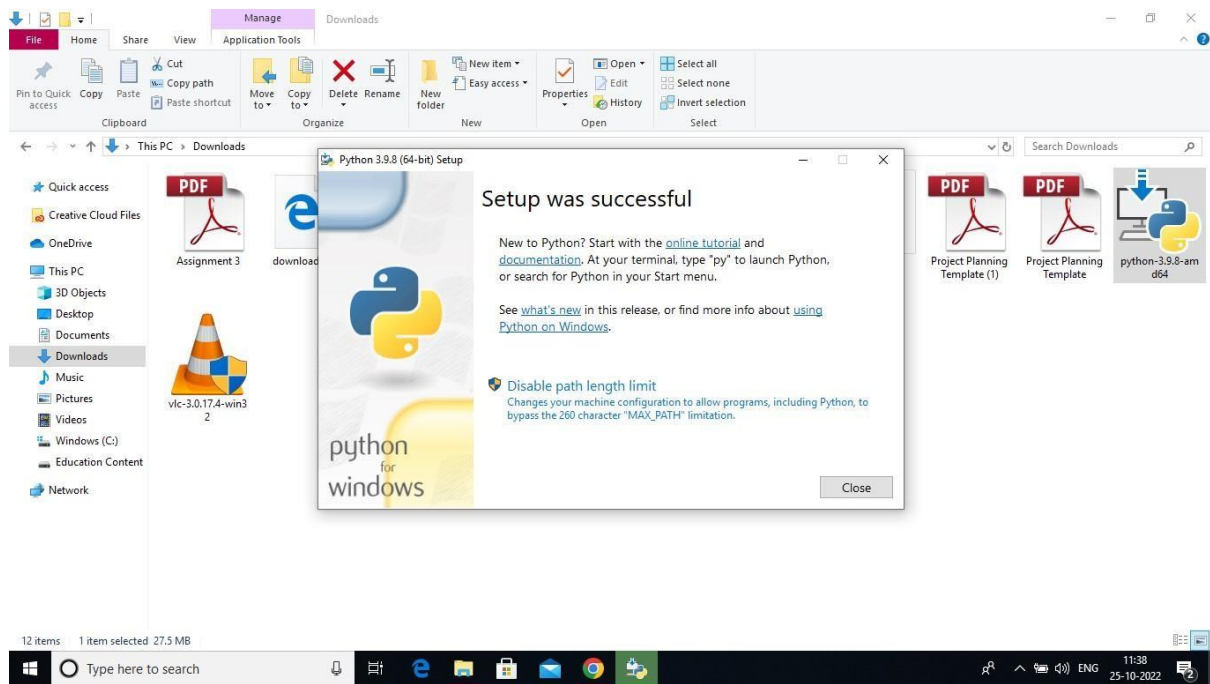 Manage
Downloads
File
Home
Share
View
Application Tools
Pin to Quick
access
Copy
Paste
Cut
Copy path
Paste shortcut
Clipboard
Move
to
Copy
to
Delete
Rename
Organize
New
folder
New item
Easy access
New
Properties
Open
Edit
History
Open
Select all
Select none
Invert selection
Select
This PC > Downloads
Search Downloads
Quick access
Creative Cloud Files
OneDrive
This PC
3D Objects
Desktop
Documents
Downloads
Music
Pictures
Videos
Windows (C:)
Education Content
Network
PDF
Assignment 3
download
vlc-3.0.17.4-win3
2
Python 3.9.8 (64-bit) Setup
Setup was successful
New to Python? Start with the online tutorial and
documentation. At your terminal, type "py" to launch Python,
or search for Python in your Start menu.
See what's new in this release, or find more info about using
Python on Windows.
Disable path length limit
Changes your machine configuration to allow programs, including Python, to
bypass the 260 character "MAX_PATH" limitation.
python
for
windows
Close
PDF
Project Planning
Template (1)
PDF
Project Planning
Template
python-3.9.8-am
d64
12 items
1 item selected 27.5 MB
Type here to search
ENG
11:38
25-10-2022
2